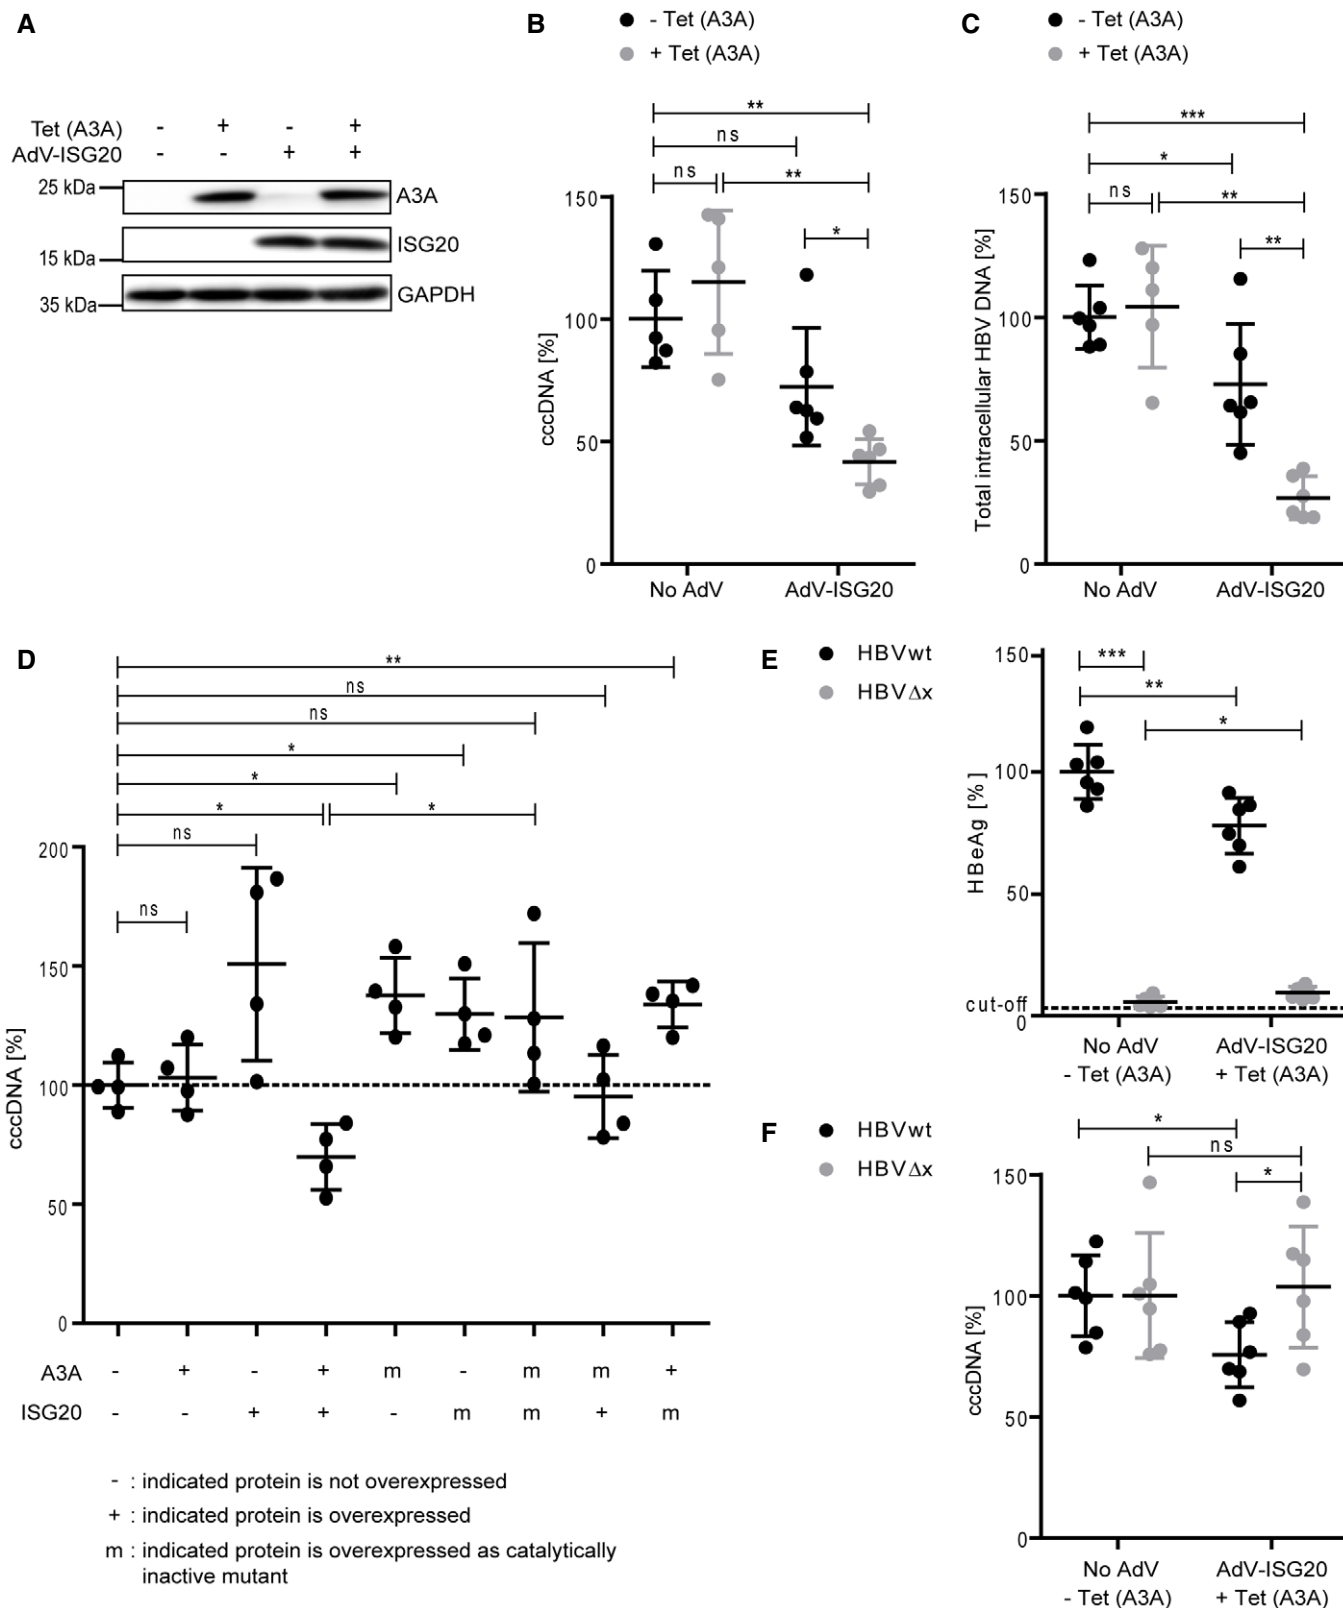 A
Tet (A3A) - + - +
AdV-ISG20 - - + +
25 kDa
A3A
ISG20
15 kDa
35 kDa
GAPDH
B
- Tet (A3A)
+ Tet (A3A)
**
ns
ns
**
*
150
100
50
0
cccDNA [%]
No AdV
AdV-ISG20
C
- Tet (A3A)
+ Tet (A3A)
***
*
ns
**
**
150
100
50
0
Total intracellular HBV DNA [%]
No AdV
AdV-ISG20
D
**
ns
ns
*
*
*
*
ns
ns
200
150
100
50
0
cccDNA [%]
A3A - + - + m - m m +
ISG20 - - + + - m m + m
- : indicated protein is not overexpressed
+ : indicated protein is overexpressed
m : indicated protein is overexpressed as catalytically
inactive mutant
E
HBVwt
HBVΔx
***
**
*
150
100
50
cut-off
0
HBeAg [%]
No AdV
- Tet (A3A)
AdV-ISG20
+ Tet (A3A)
F
HBVwt
HBVΔx
*
ns
*
150
100
50
0
cccDNA [%]
No AdV
- Tet (A3A)
AdV-ISG20
+ Tet (A3A)